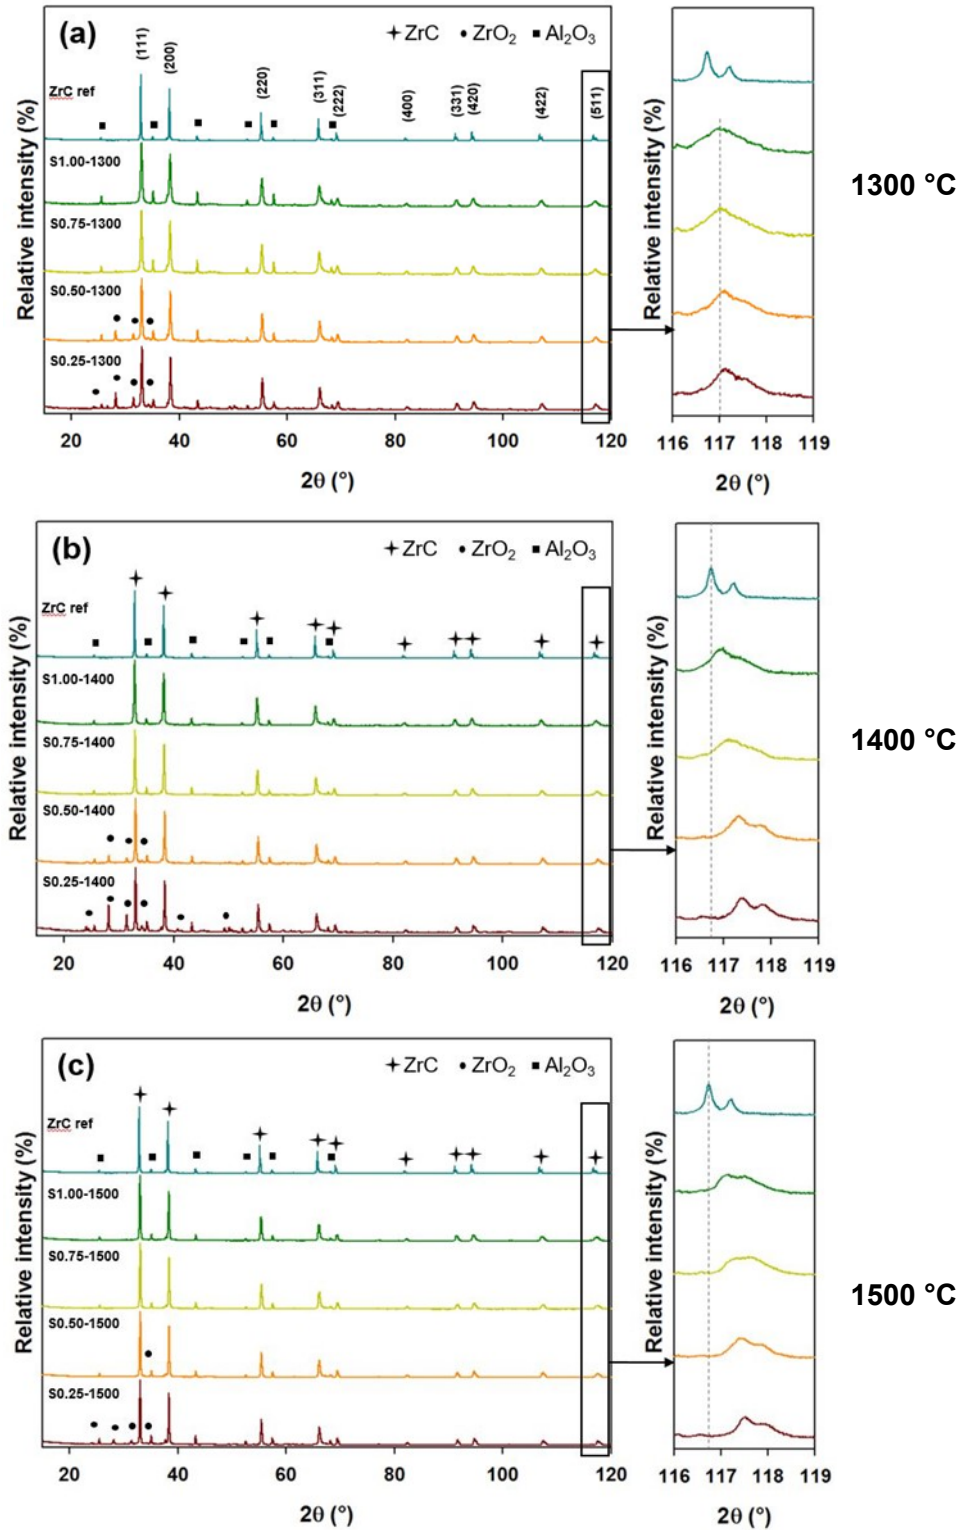 (a)
✦ ZrC ● ZrO₂ ■ Al₂O₃
(111)
(200)
(220)
(311)
(222)
(400)
(331)
(420)
(422)
(511)
ZrC ref
S1.00-1300
S0.75-1300
S0.50-1300
S0.25-1300
Relative intensity (%)
20 40 60 80 100 120
2θ (°)
Relative intensity (%)
116 117 118 119
2θ (°)
1300 °C
(b)
✦ ZrC ● ZrO₂ ■ Al₂O₃
ZrC ref
S1.00-1400
S0.75-1400
S0.50-1400
S0.25-1400
Relative intensity (%)
20 40 60 80 100 120
2θ (°)
Relative intensity (%)
116 117 118 119
2θ (°)
1400 °C
(c)
✦ ZrC ● ZrO₂ ■ Al₂O₃
ZrC ref
S1.00-1500
S0.75-1500
S0.50-1500
S0.25-1500
Relative intensity (%)
20 40 60 80 100 120
2θ (°)
Relative intensity (%)
116 117 118 119
2θ (°)
1500 °C